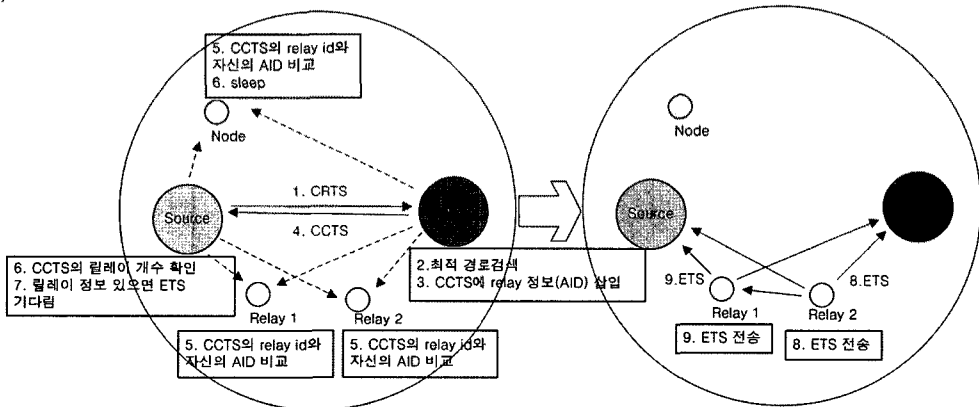 5. CCTS의 relay id와
자신의 AID 비교
6. sleep
Node
1. CRTS
Source
4. CCTS
6. CCTS의 릴레이 개수 확인
7. 릴레이 정보 있으면 ETS
기다림
2.최적 경로검색
3. CCTS에 relay 정보(AID) 삽입
Relay 1
Relay 2
5. CCTS의 relay id와
자신의 AID 비교
5. CCTS의 relay id와
자신의 AID 비교
Node
Source
9.ETS
8.ETS
Relay 1
Relay 2
9. ETS 전송
8. ETS 전송